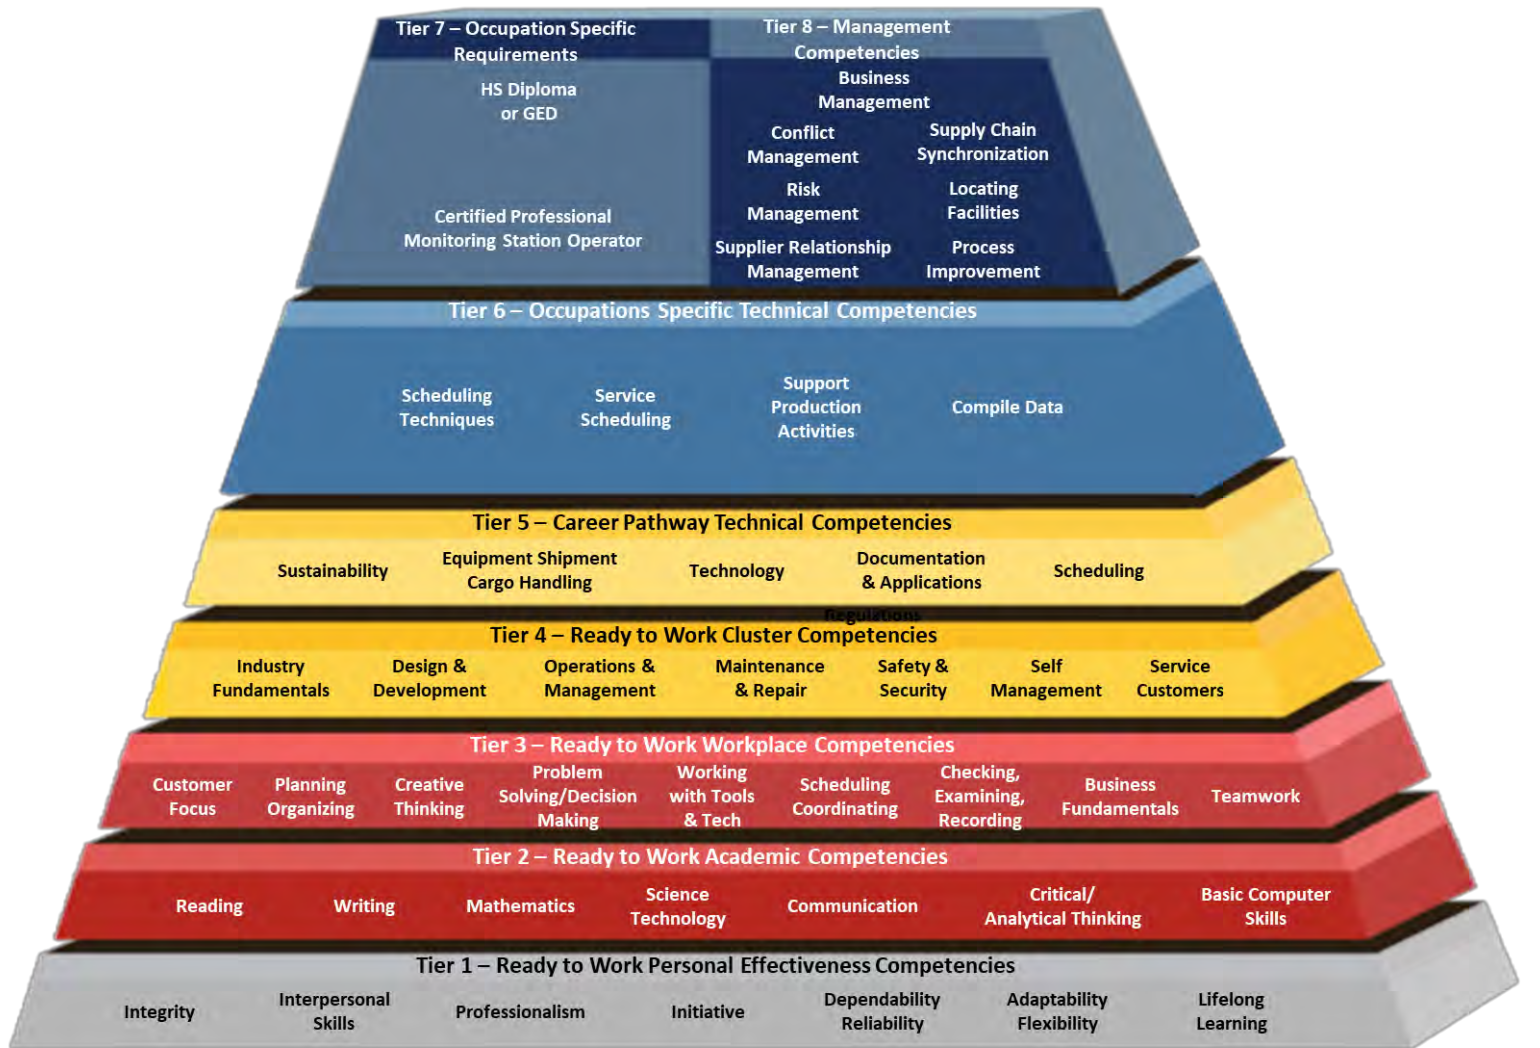 Tier 7 – Occupation Specific
Requirements
HS Diploma
or GED
Certified Professional
Monitoring Station Operator
Tier 8 – Management
Competencies
Business
Management
Conflict
Management
Supply Chain
Synchronization
Risk
Management
Locating
Facilities
Supplier Relationship
Management
Process
Improvement
Tier 6 – Occupations Specific Technical Competencies
Scheduling
Techniques
Service
Scheduling
Support
Production
Activities
Compile Data
Tier 5 – Career Pathway Technical Competencies
Sustainability
Equipment Shipment
Cargo Handling
Technology
Documentation
& Applications
Regulations
Scheduling
Tier 4 – Ready to Work Cluster Competencies
Industry
Fundamentals
Design &
Development
Operations &
Management
Maintenance
& Repair
Safety &
Security
Self
Management
Service
Customers
Tier 3 – Ready to Work Workplace Competencies
Customer
Focus
Planning
Organizing
Creative
Thinking
Problem
Solving/Decision
Making
Working
with Tools
& Tech
Scheduling
Coordinating
Checking,
Examining,
Recording
Business
Fundamentals
Teamwork
Tier 2 – Ready to Work Academic Competencies
Reading
Writing
Mathematics
Science
Technology
Communication
Critical/
Analytical Thinking
Basic Computer
Skills
Tier 1 – Ready to Work Personal Effectiveness Competencies
Integrity
Interpersonal
Skills
Professionalism
Initiative
Dependability
Reliability
Adaptability
Flexibility
Lifelong
Learning